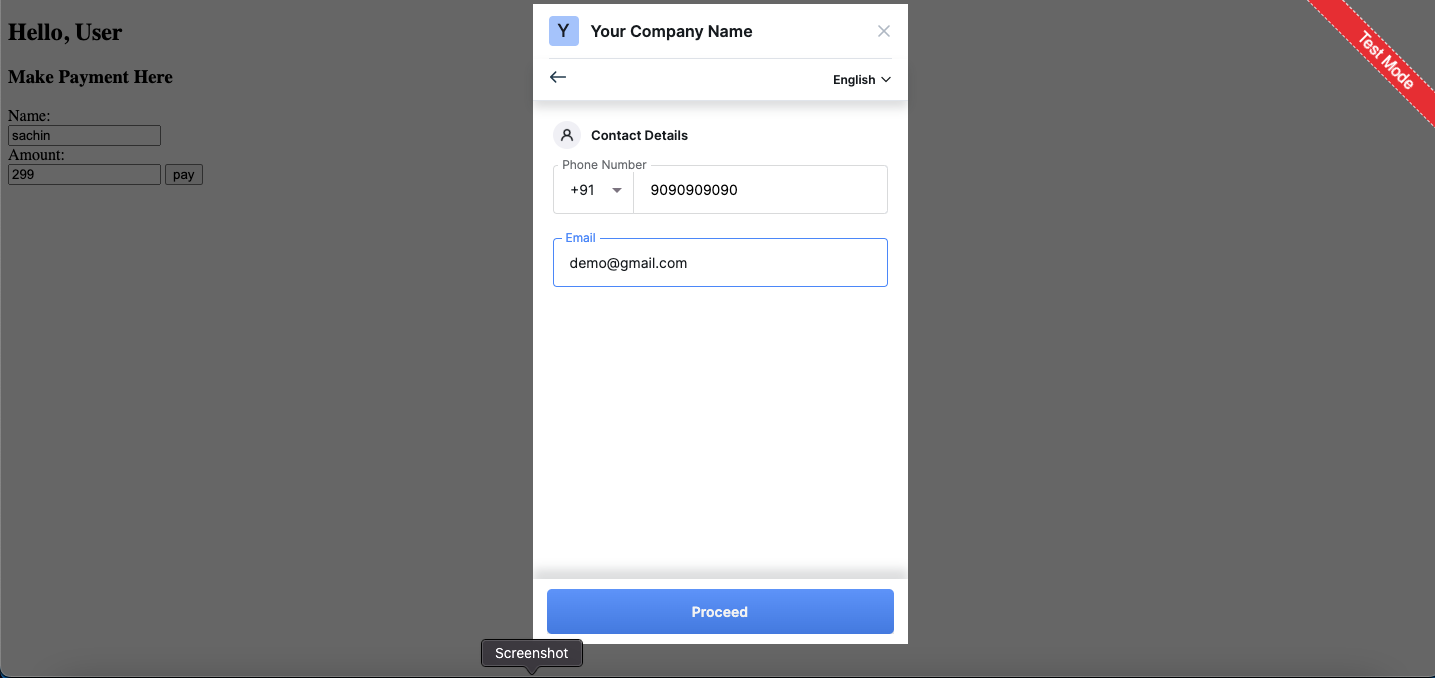 Hello, User
Make Payment Here
Name:
sachin
Amount:
299 pay
Y Your Company Name
English
Contact Details
Phone Number
+91 9090909090
Email
demo@gmail.com
Proceed
Screenshot
Test Mode